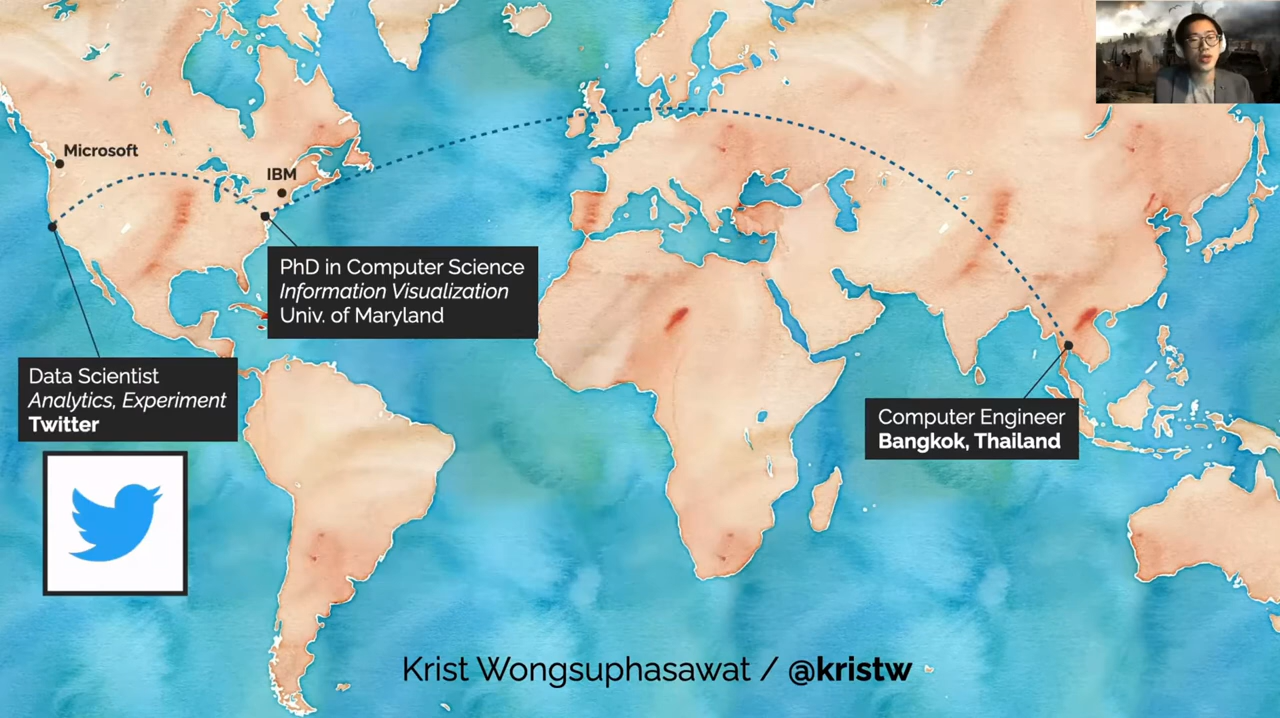 Microsoft
IBM
PhD in Computer Science
Information Visualization
Univ. of Maryland
Data Scientist
Analytics, Experiment
Twitter
Computer Engineer
Bangkok, Thailand
Krist Wongsuphasawat / @kristw